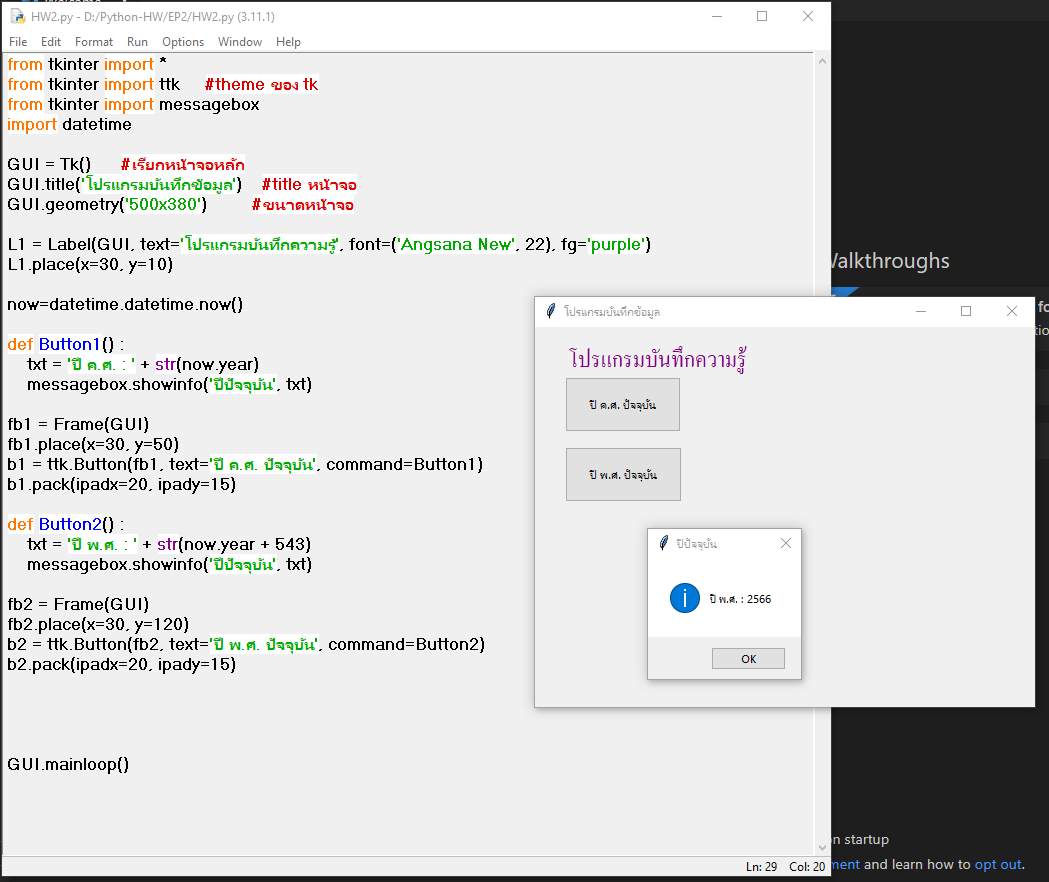 HW2.py - D:/Python-HW/EP2/HW2.py (3.11.1)
File Edit Format Run Options Window Help
from tkinter import *
from tkinter import ttk #theme ของ tk
from tkinter import messagebox
import datetime
GUI = Tk() #เรียกหน้าจอหลัก
GUI.title('โปรแกรมบันทึกข้อมูล') #title หน้าจอ
GUI.geometry('500x380') #ขนาดหน้าจอ
L1 = Label(GUI, text='โปรแกรมบันทึกความรู้', font=('Angsana New', 22), fg='purple')
L1.place(x=30, y=10)
now=datetime.datetime.now()
def Button1() :
txt = 'ปี ค.ศ. : ' + str(now.year)
messagebox.showinfo('ปีปัจจุบัน', txt)
fb1 = Frame(GUI)
fb1.place(x=30, y=50)
b1 = ttk.Button(fb1, text='ปี ค.ศ. ปัจจุบัน', command=Button1)
b1.pack(ipadx=20, ipady=15)
def Button2() :
txt = 'ปี พ.ศ. : ' + str(now.year + 543)
messagebox.showinfo('ปีปัจจุบัน', txt)
fb2 = Frame(GUI)
fb2.place(x=30, y=120)
b2 = ttk.Button(fb2, text='ปี พ.ศ. ปัจจุบัน', command=Button2)
b2.pack(ipadx=20, ipady=15)
GUI.mainloop()
Ln: 29 Col: 20
โปรแกรมบันทึกข้อมูล
โปรแกรมบันทึกความรู้
ปี ค.ศ. ปัจจุบัน
ปี พ.ศ. ปัจจุบัน
ปีปัจจุบัน
ปี พ.ศ. : 2566
OK
Walkthroughs
fo
on startup
and learn how to opt out.